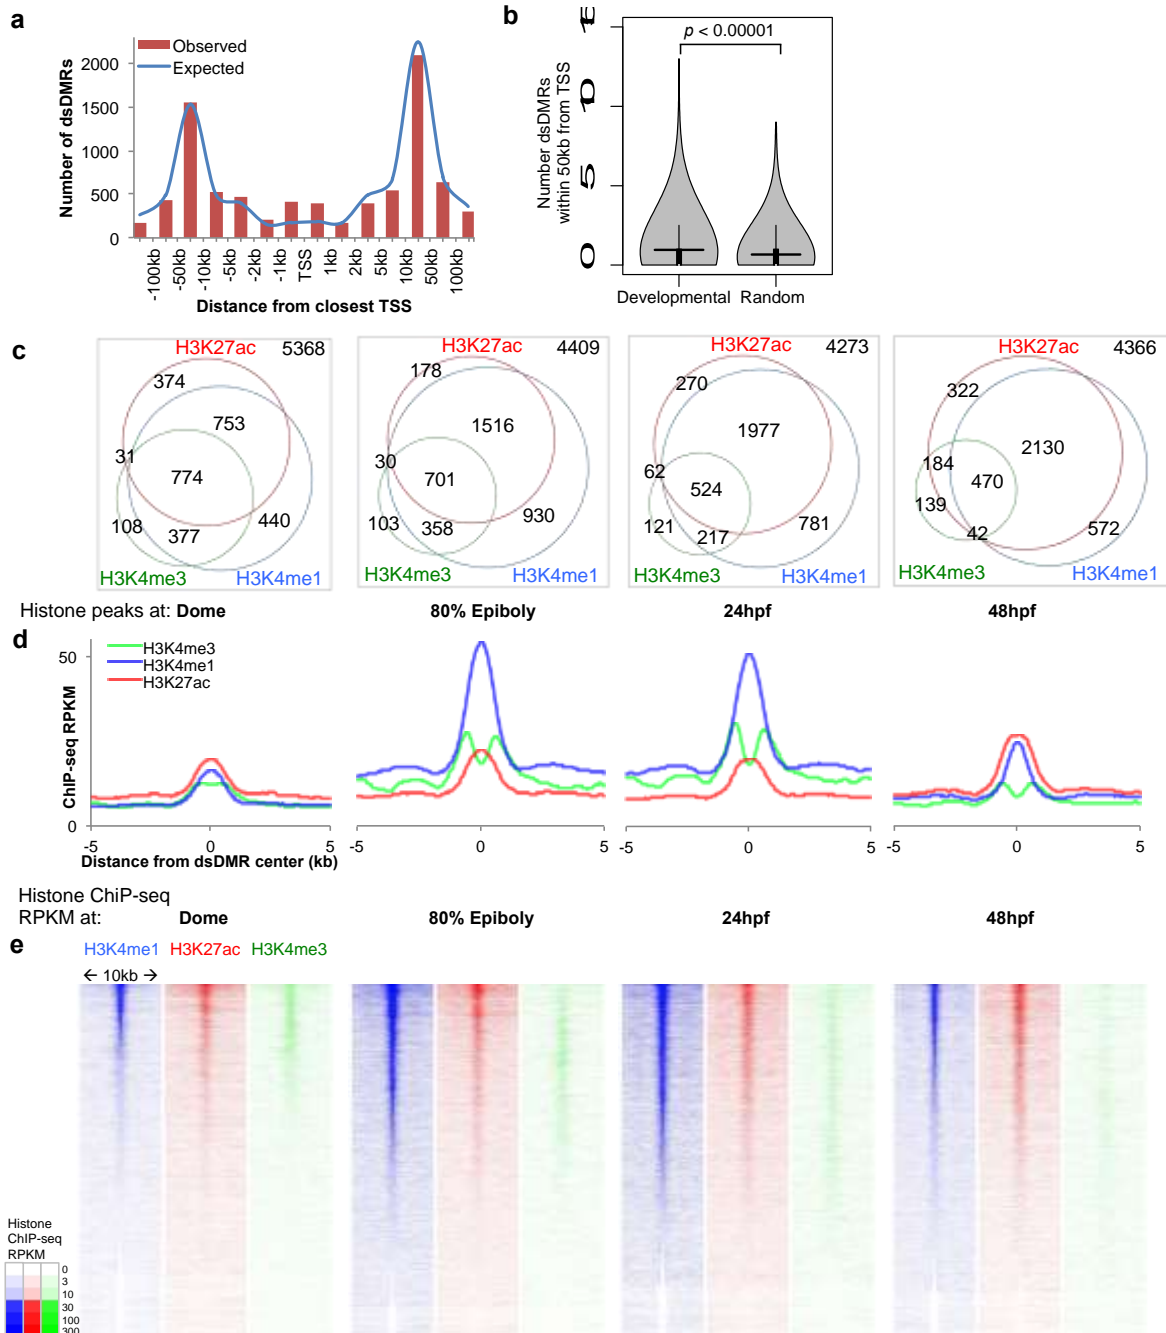 a
Observed
Expected
Number of dsDMRs
2000
1500
1000
500
0
-100kb
-50kb
-10kb
-5kb
-2kb
-1kb
TSS
1kb
2kb
5kb
10kb
50kb
100kb
Distance from closest TSS
b
p < 0.00001
Number dsDMRs
within 50kb from TSS
15
10
5
0
Developmental Random
c
H3K27ac 5368
374
753
31
774
108
377
440
H3K4me3 H3K4me1
H3K27ac 4409
178
1516
30
701
103
358
930
H3K4me3 H3K4me1
H3K27ac 4273
270
1977
62
524
121
217
781
H3K4me3 H3K4me1
H3K27ac 4366
322
2130
184
470
139
42
572
H3K4me3 H3K4me1
Histone peaks at: Dome 80% Epiboly 24hpf 48hpf
d
H3K4me3
H3K4me1
H3K27ac
ChIP-seq RPKM
50
0
-5 0 5 -5 0 5 -5 0 5 -5 0 5
Distance from dsDMR center (kb)
Histone ChiP-seq
RPKM at: Dome 80% Epiboly 24hpf 48hpf
e
H3K4me1 H3K27ac H3K4me3
← 10kb →
Histone
ChIP-seq
RPKM
0
3
10
30
100
300